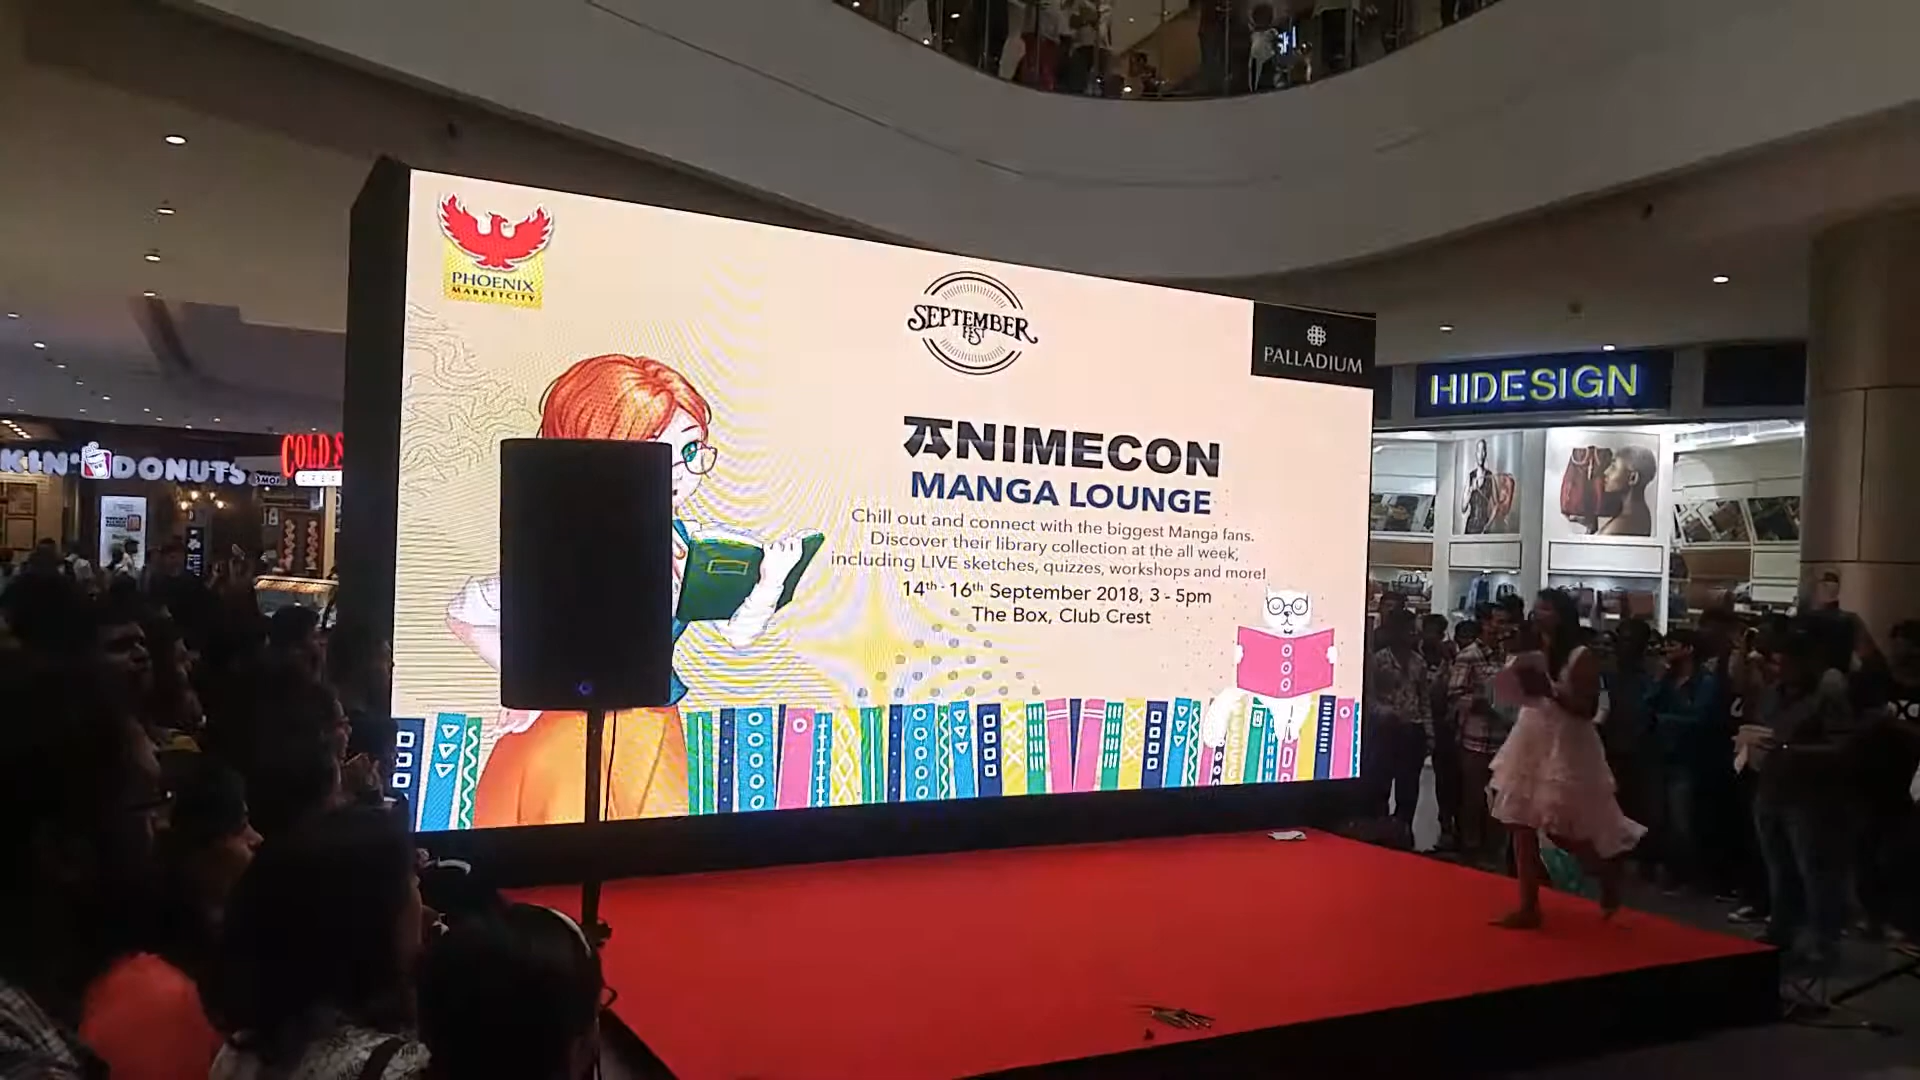 PHOENIX
MARKETCITY
SEPTEMBER
FEST
PALLADIUM
HIDESIGN
KIN' DONUTS
COLD
ANIMECON
MANGA LOUNGE
Chill out and connect with the biggest Manga fans.
Discover their library collection at the all week,
including LIVE sketches, quizzes, workshops and more!
14th - 16th September 2018, 3 - 5pm
The Box, Club Crest